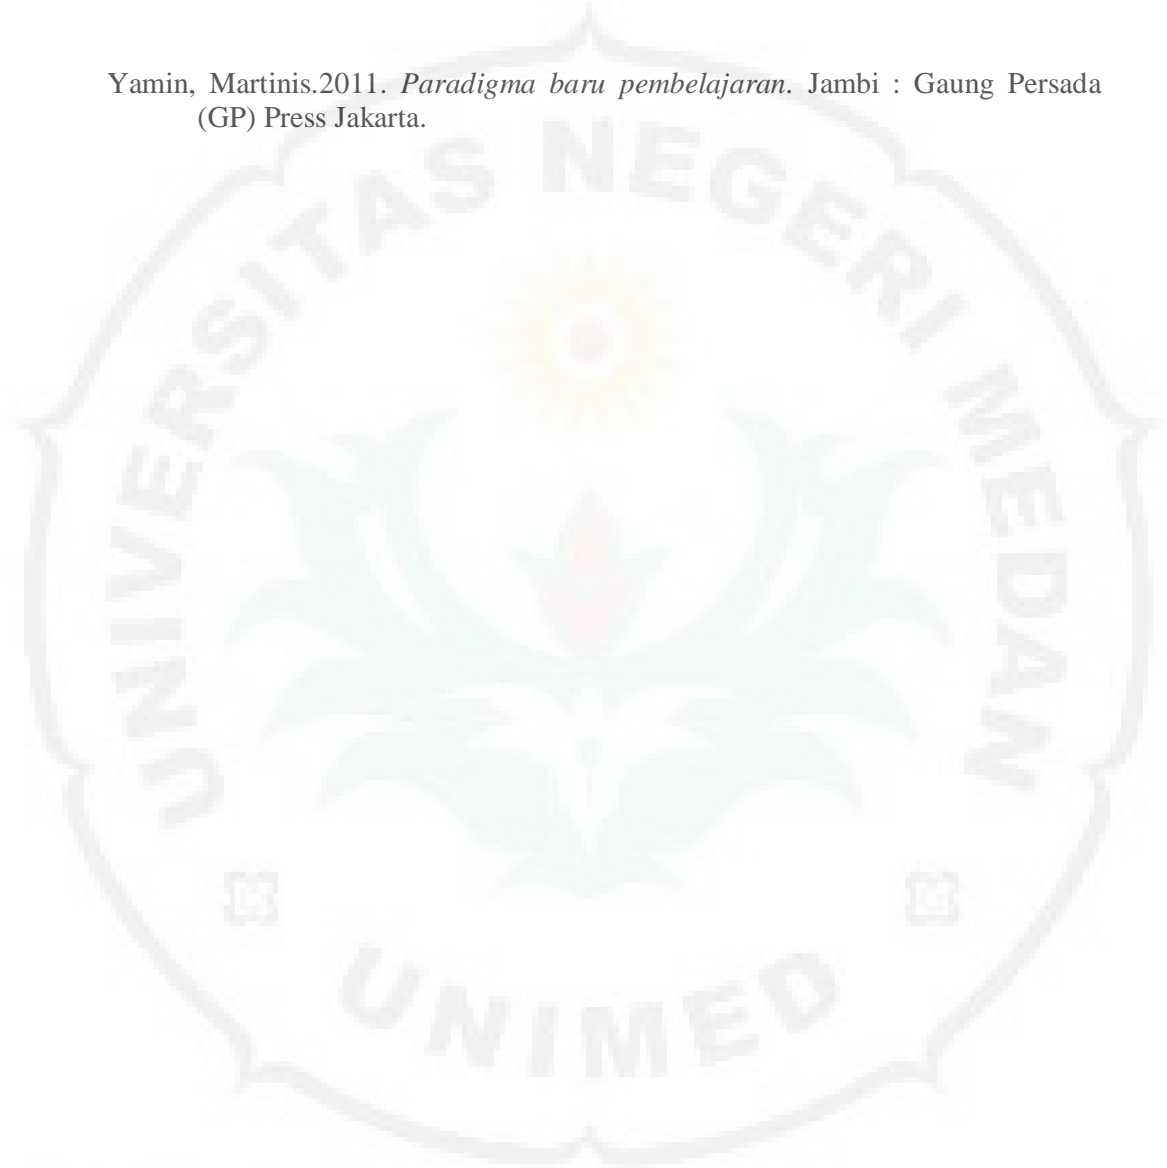 Yamin, Martinis.2011. Paradigma baru pembelajaran. Jambi : Gaung Persada
(GP) Press Jakarta.
UNIVERSITAS NEGERI MEDAN
UNIMED